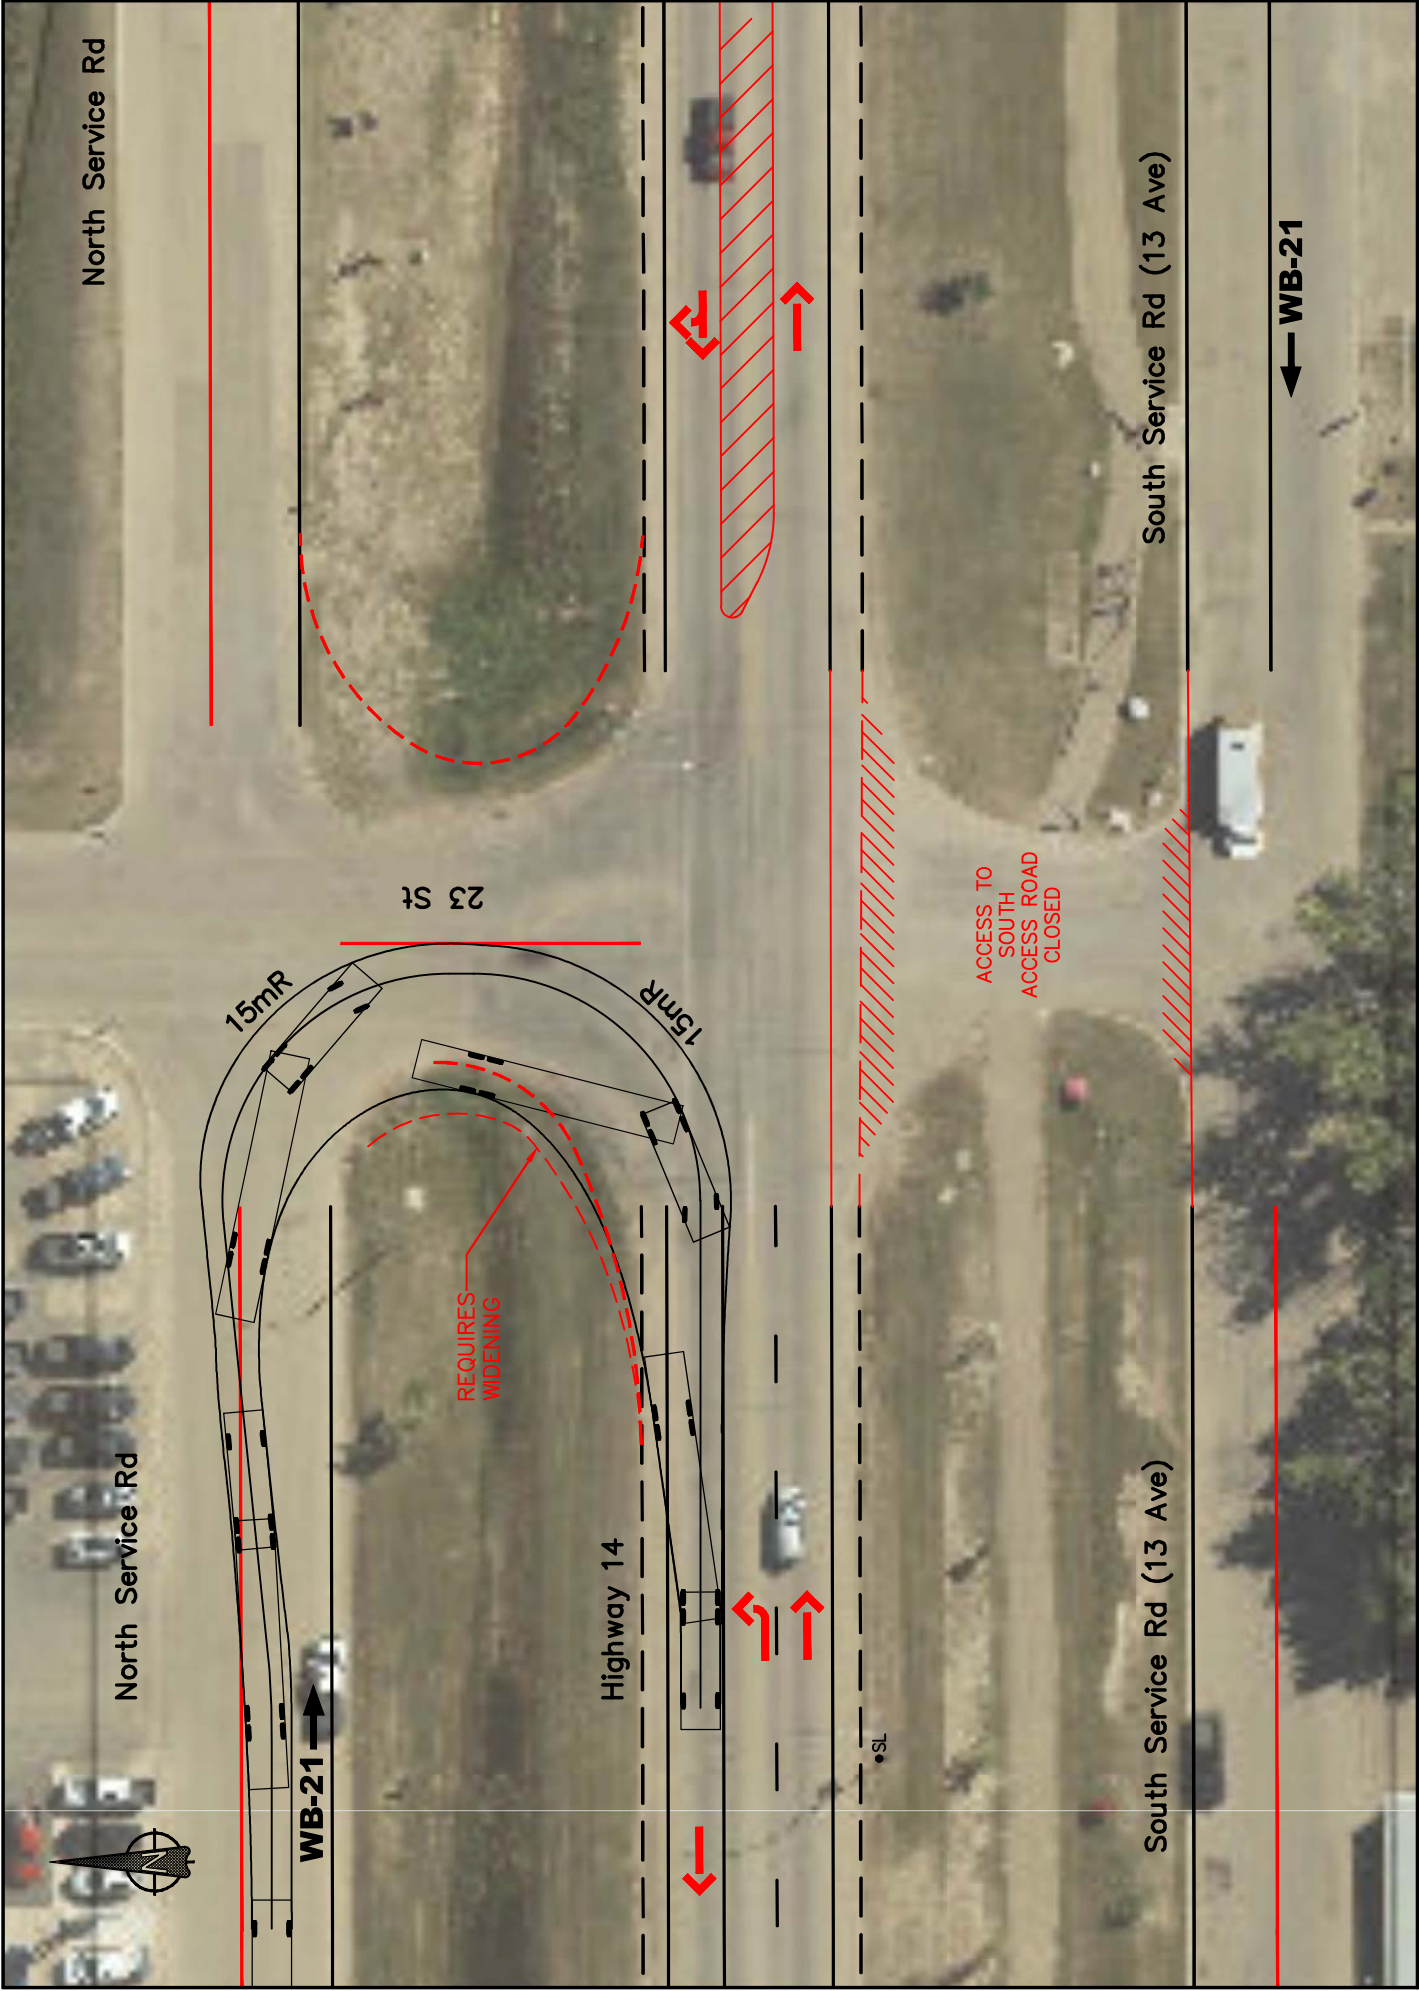 North Service Rd
South Service Rd (13 Ave)
WB-21
23 St
15mR
15mR
ACCESS TO
SOUTH
ACCESS ROAD
CLOSED
REQUIRES
WIDENING
North Service Rd
Highway 14
SL
South Service Rd (13 Ave)
WB-21
N